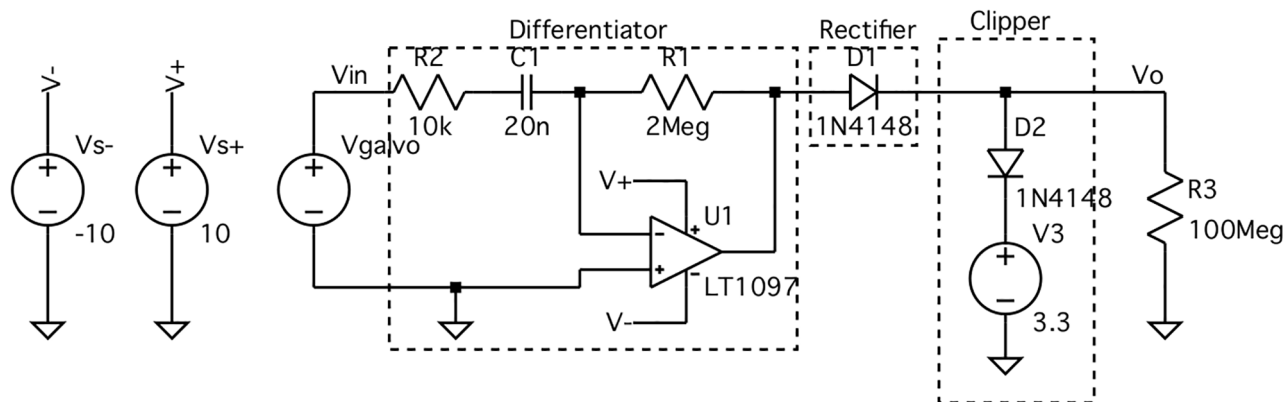 Differentiator
Rectifier
Clipper
V-
V+
Vs-
-10
Vs+
10
Vin
Vgalvo
R2
10k
C1
20n
R1
2Meg
V+
U1
-
+
+
-
LT1097
V-
D1
1N4148
D2
1N4148
V3
3.3
Vo
R3
100Meg